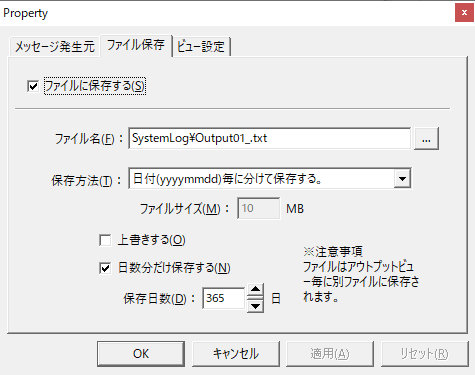 Property
メッセージ発生元 ファイル保存 ビュー設定
ファイルに保存する(S)
ファイル名(F)： SystemLog¥Output01_.txt ...
保存方法(T)： 日付(yyyymmdd)毎に分けて保存する。
ファイルサイズ(M)： 10 MB
上書きする(O)
日数分だけ保存する(N)
保存日数(D)： 365 日
※注意事項
ファイルはアウトプットビュ
ー毎に別ファイルに保存さ
れます。
OK キャンセル 適用(A) リセット(R)